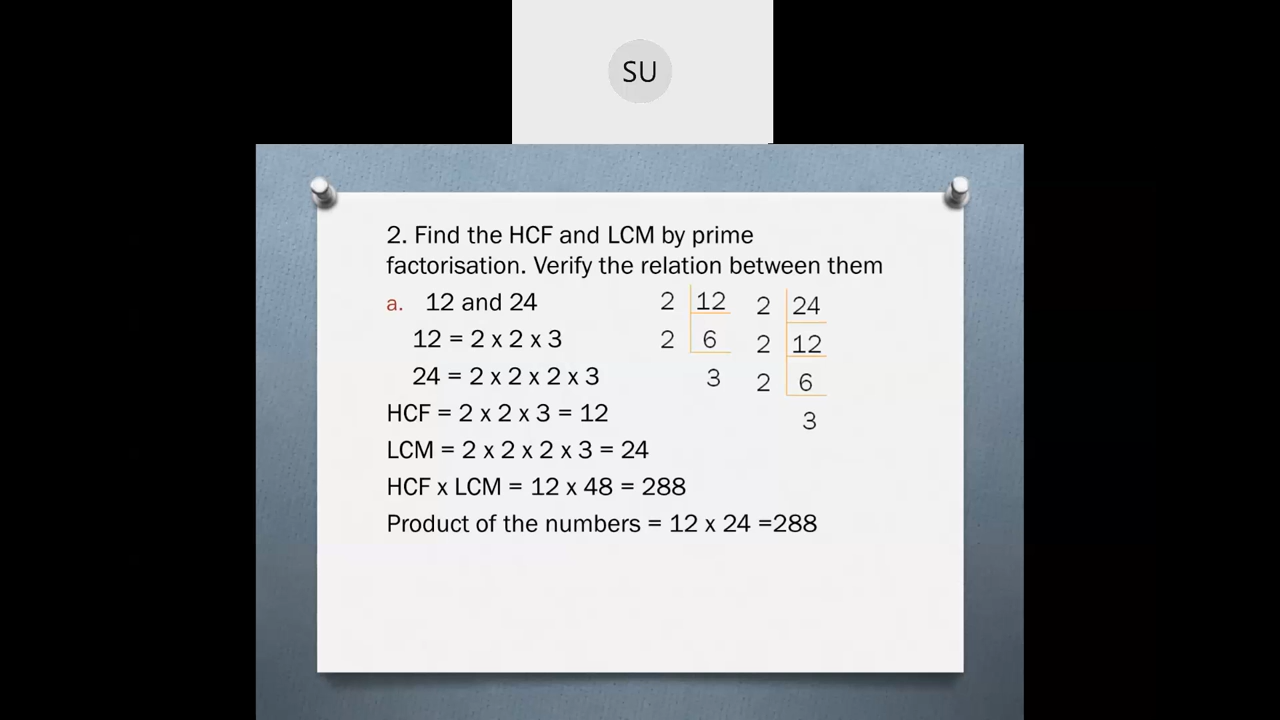 SU
2. Find the HCF and LCM by prime
factorisation. Verify the relation between them
a. 12 and 24
12 = 2 x 2 x 3
24 = 2 x 2 x 2 x 3
HCF = 2 x 2 x 3 = 12
LCM = 2 x 2 x 2 x 3 = 24
HCF x LCM = 12 x 48 = 288
Product of the numbers = 12 x 24 =288
2 12
2 6
3
2 24
2 12
2 6
3